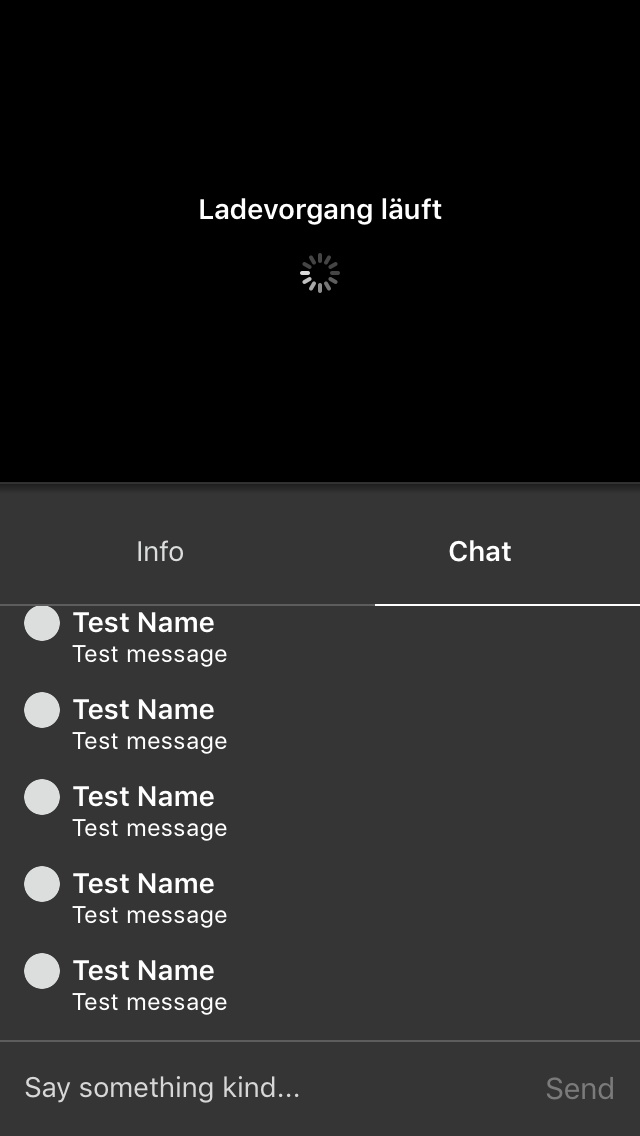 Ladevorgang läuft
Info
Chat
Test Name
Test message
Test Name
Test message
Test Name
Test message
Test Name
Test message
Test Name
Test message
Say something kind...
Send